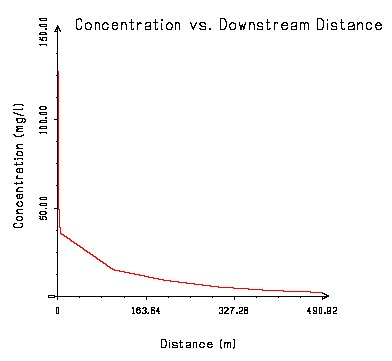 Concentration vs. Downstream Distance
150.00
100.00
50.00
0
Concentration (mg/l)
0
163.64
327.28
490.92
Distance (m)